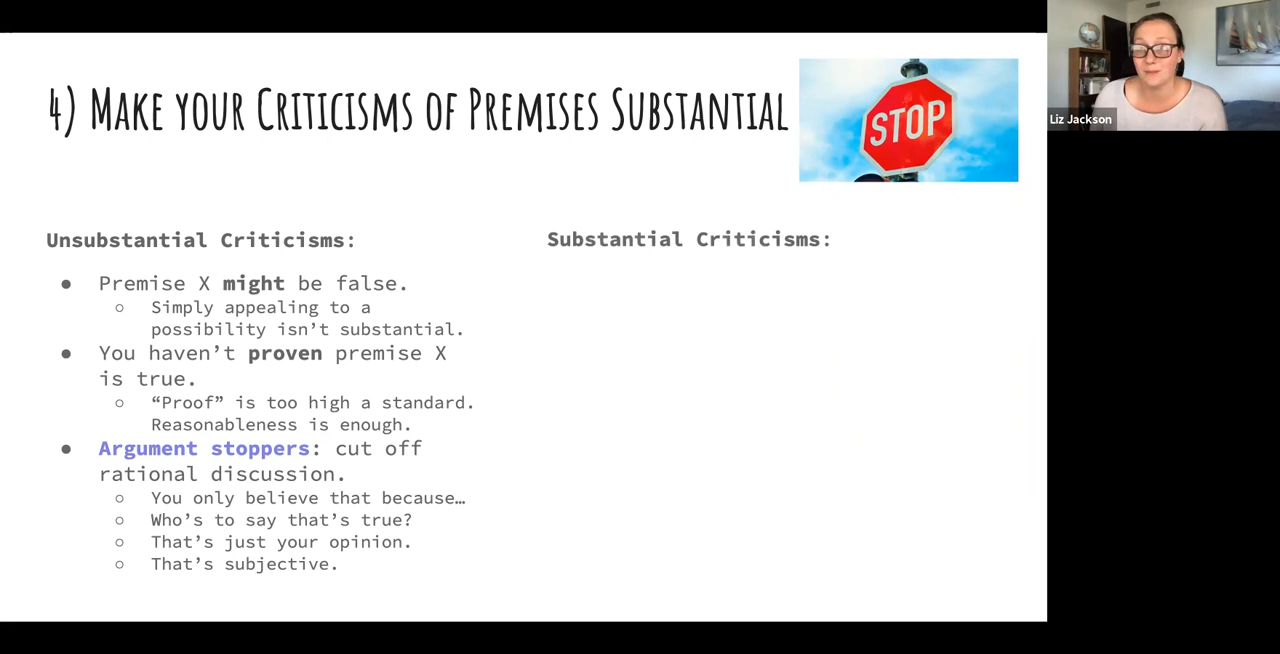 4) Make your Criticisms of Premises Substantial
STOP
Liz Jackson
Unsubstantial Criticisms:
● Premise X might be false.
○ Simply appealing to a
possibility isn’t substantial.
● You haven’t proven premise X
is true.
○ “Proof” is too high a standard.
Reasonableness is enough.
● Argument stoppers: cut off
rational discussion.
○ You only believe that because…
○ Who’s to say that’s true?
○ That’s just your opinion.
○ That’s subjective.
Substantial Criticisms: